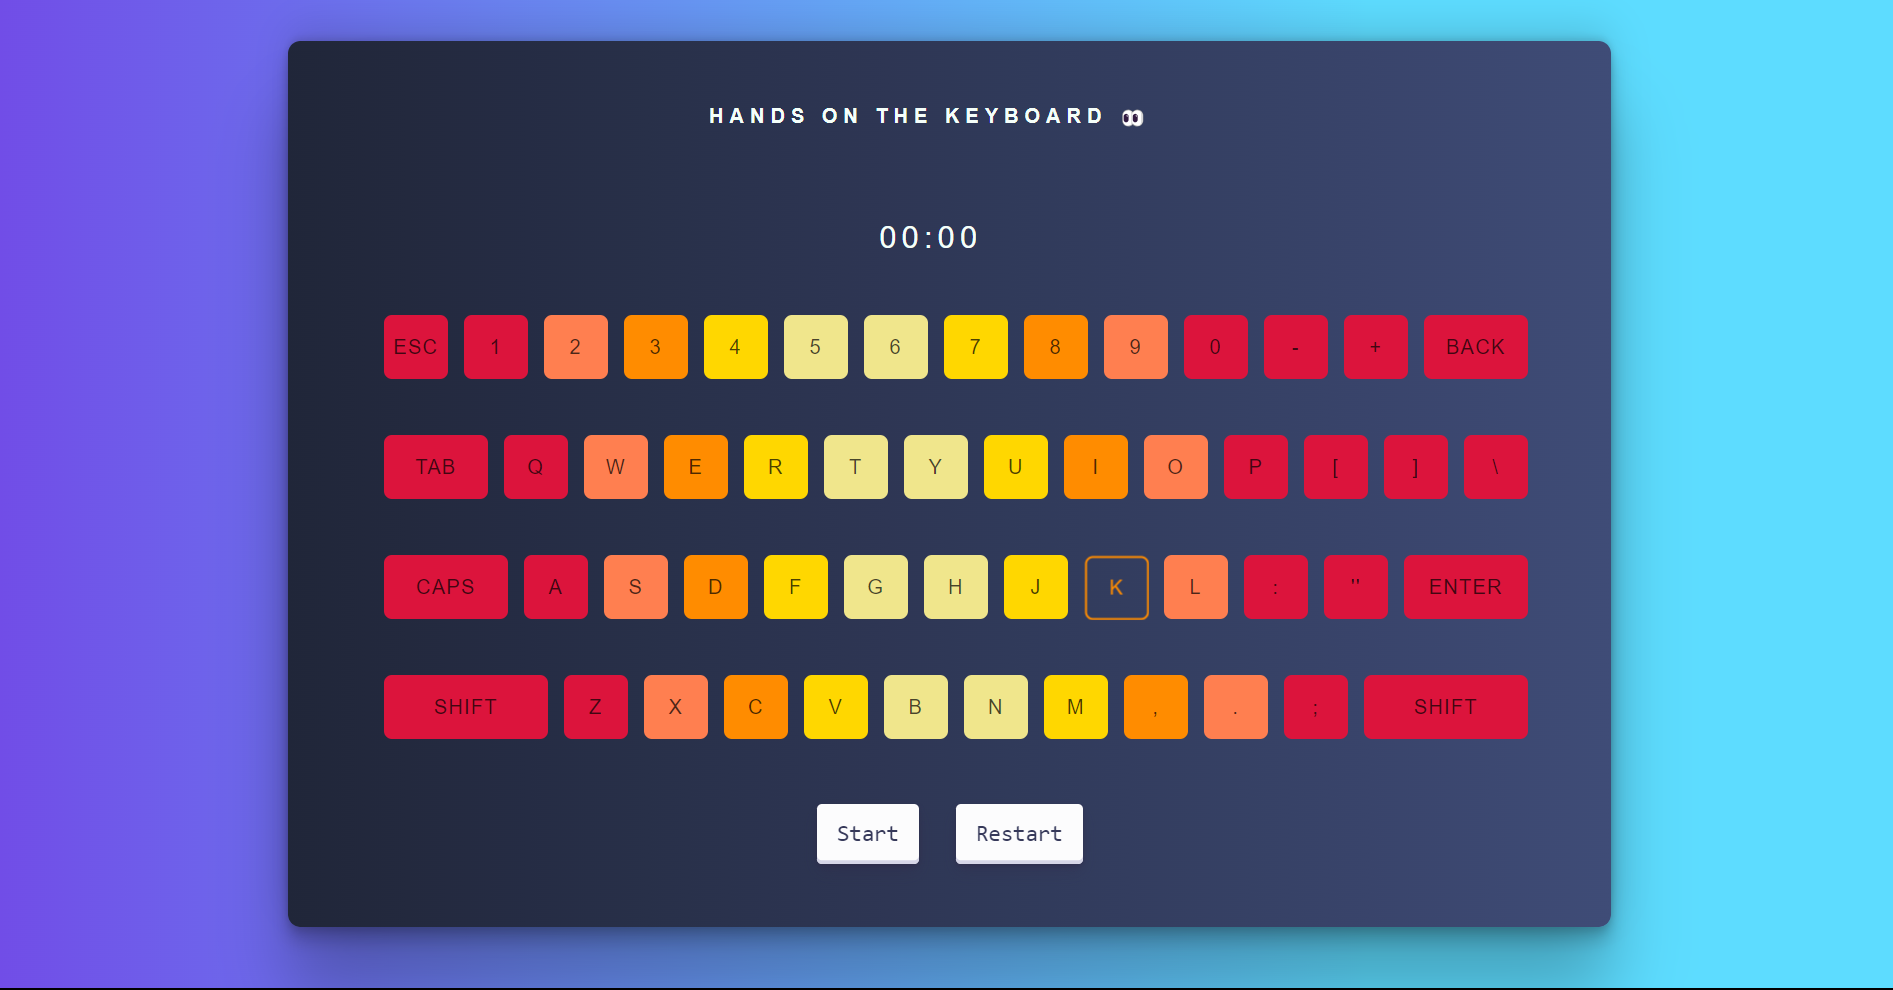 HANDS ON THE KEYBOARD 👀
00:00
ESC 1 2 3 4 5 6 7 8 9 0 - + BACK
TAB Q W E R T Y U I O P [ ] \
CAPS A S D F G H J K L : '' ENTER
SHIFT Z X C V B N M , . ; SHIFT
Start Restart